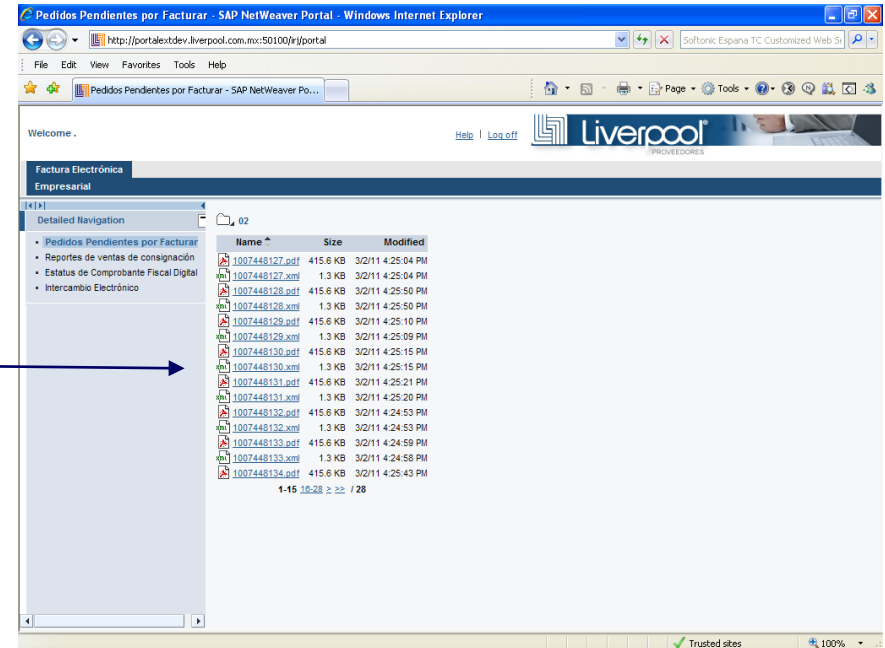 Pedidos Pendientes por Facturar - SAP NetWeaver Portal - Windows Internet Explorer
http://portalextdev.liverpool.com.mx:50100/irj/portal
Softonic Espana TC Customized Web Se
File Edit View Favorites Tools Help
Pedidos Pendientes por Facturar - SAP NetWeaver Po...
Page Tools
Welcome .
Help | Log off
Liverpool
PROVEEDORES
Factura Electrónica
Empresarial
Detailed Navigation
Pedidos Pendientes por Facturar
Reportes de ventas de consignación
Estatus de Comprobante Fiscal Digital
Intercambio Electrónico
02
Name Size Modified
1007448127.pdf 415.6 KB 3/2/11 4:25:04 PM
1007448127.xml 1.3 KB 3/2/11 4:25:04 PM
1007448128.pdf 415.6 KB 3/2/11 4:25:50 PM
1007448128.xml 1.3 KB 3/2/11 4:25:50 PM
1007448129.pdf 415.6 KB 3/2/11 4:25:10 PM
1007448129.xml 1.3 KB 3/2/11 4:25:09 PM
1007448130.pdf 415.6 KB 3/2/11 4:25:15 PM
1007448130.xml 1.3 KB 3/2/11 4:25:15 PM
1007448131.pdf 415.6 KB 3/2/11 4:25:21 PM
1007448131.xml 1.3 KB 3/2/11 4:25:20 PM
1007448132.pdf 415.6 KB 3/2/11 4:24:53 PM
1007448132.xml 1.3 KB 3/2/11 4:24:53 PM
1007448133.pdf 415.6 KB 3/2/11 4:24:59 PM
1007448133.xml 1.3 KB 3/2/11 4:24:58 PM
1007448134.pdf 415.6 KB 3/2/11 4:25:43 PM
1-15 16-28 > >> / 28
Trusted sites 100%